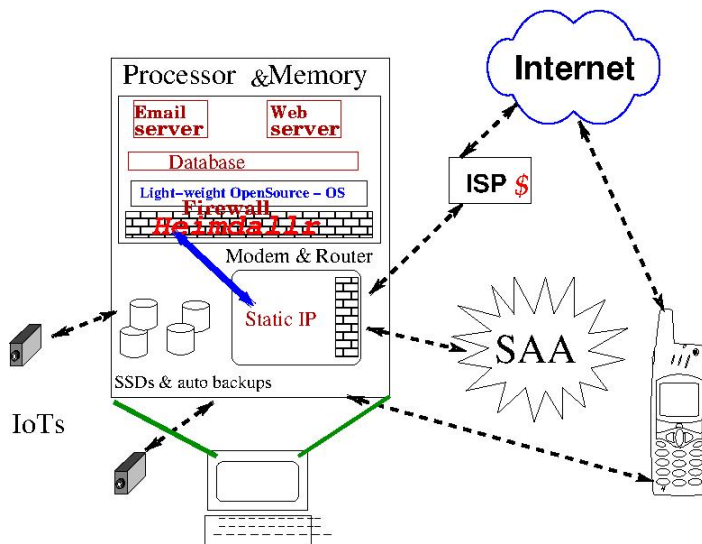 Processor &Memory
Email
server
Web
server
Database
Light-weight OpenSource - OS
Firewall
Heimdallr
Modem & Router
Static IP
SSDs & auto backups
IoTs
Internet
ISP $
SAA